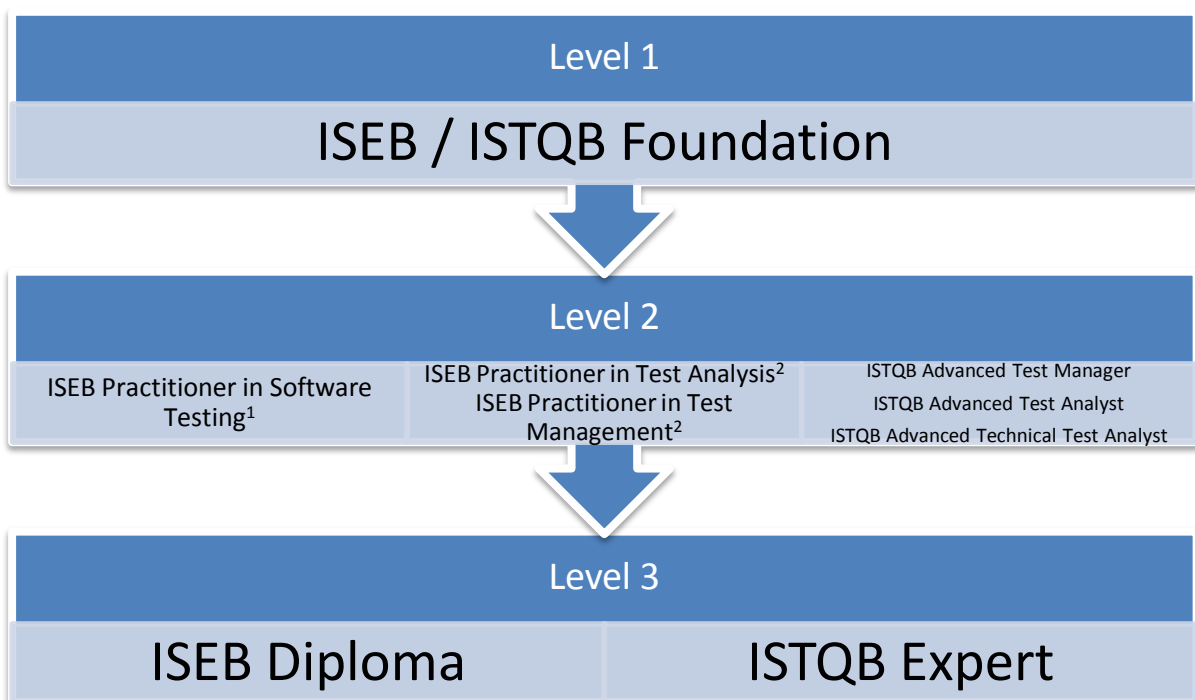 Level 1
ISEB / ISTQB Foundation
Level 2
ISEB Practitioner in Software
Testing¹
ISEB Practitioner in Test Analysis²
ISEB Practitioner in Test
Management²
ISTQB Advanced Test Manager
ISTQB Advanced Test Analyst
ISTQB Advanced Technical Test Analyst
Level 3
ISEB Diploma
ISTQB Expert